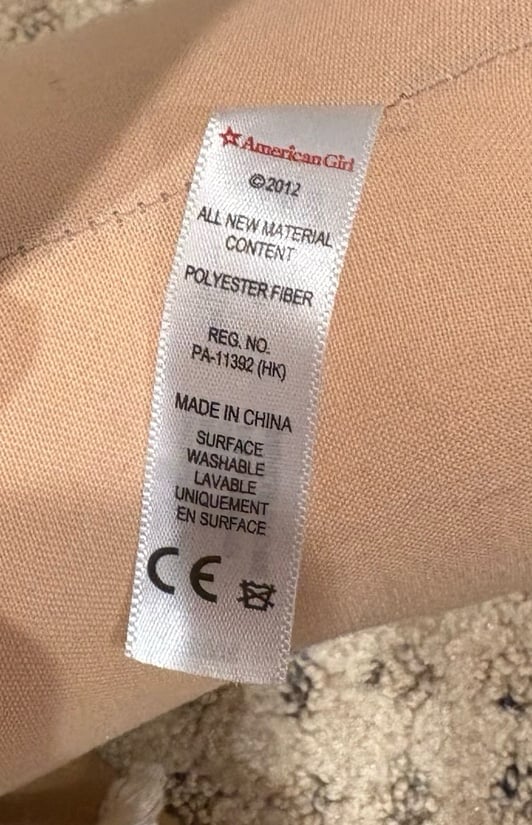 American Girl
©2012
ALL NEW MATERIAL
CONTENT
POLYESTER FIBER
REG. NO.
PA-11392 (HK)
MADE IN CHINA
SURFACE
WASHABLE
LAVABLE
UNIQUEMENT
EN SURFACE
CE